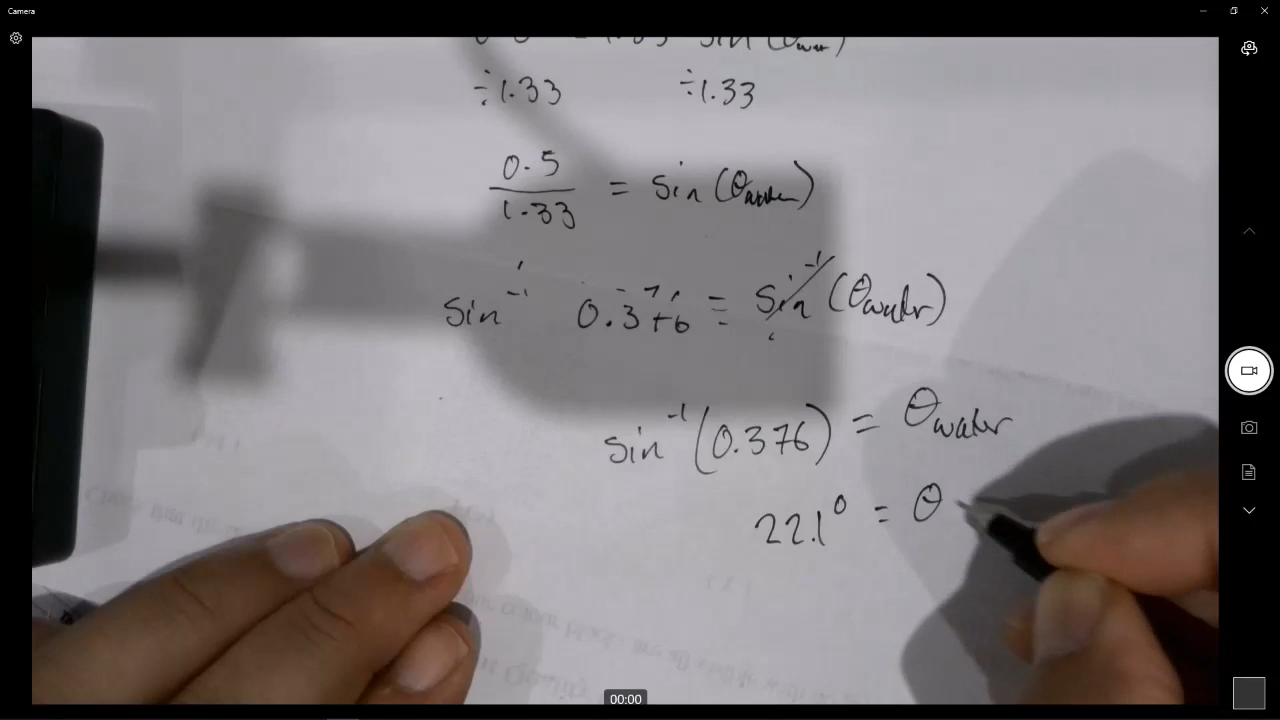 Camera
÷1.33 ÷1.33
0.5
1.33
= sin (θwater)
sin⁻¹ 0.376 = sin⁻¹ (θwater)
sin⁻¹(0.376) = θwater
22.1° = θ
00:00